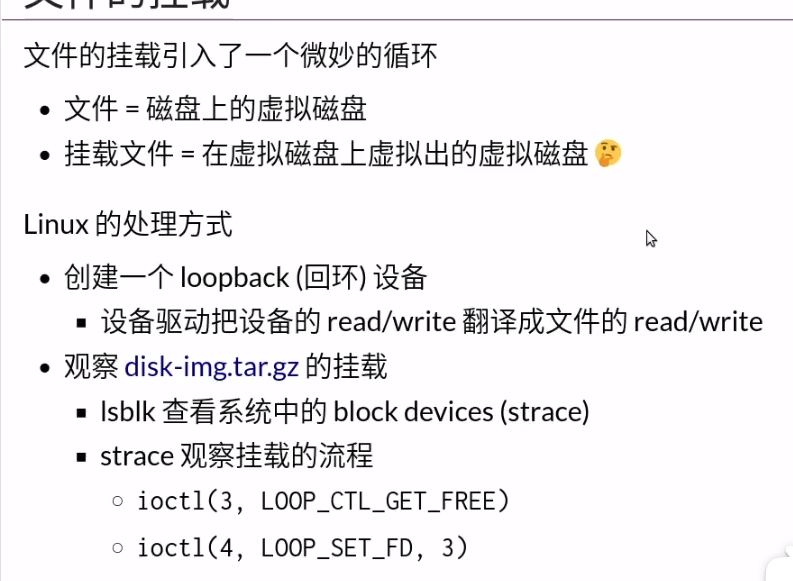 文件的挂载
文件的挂载引入了一个微妙的循环
• 文件 = 磁盘上的虚拟磁盘
• 挂载文件 = 在虚拟磁盘上虚拟出的虚拟磁盘 🤔
Linux 的处理方式
• 创建一个 loopback (回环) 设备
▪ 设备驱动把设备的 read/write 翻译成文件的 read/write
• 观察 disk-img.tar.gz 的挂载
▪ lsblk 查看系统中的 block devices (strace)
▪ strace 观察挂载的流程
○ ioctl(3, LOOP_CTL_GET_FREE)
○ ioctl(4, LOOP_SET_FD, 3)